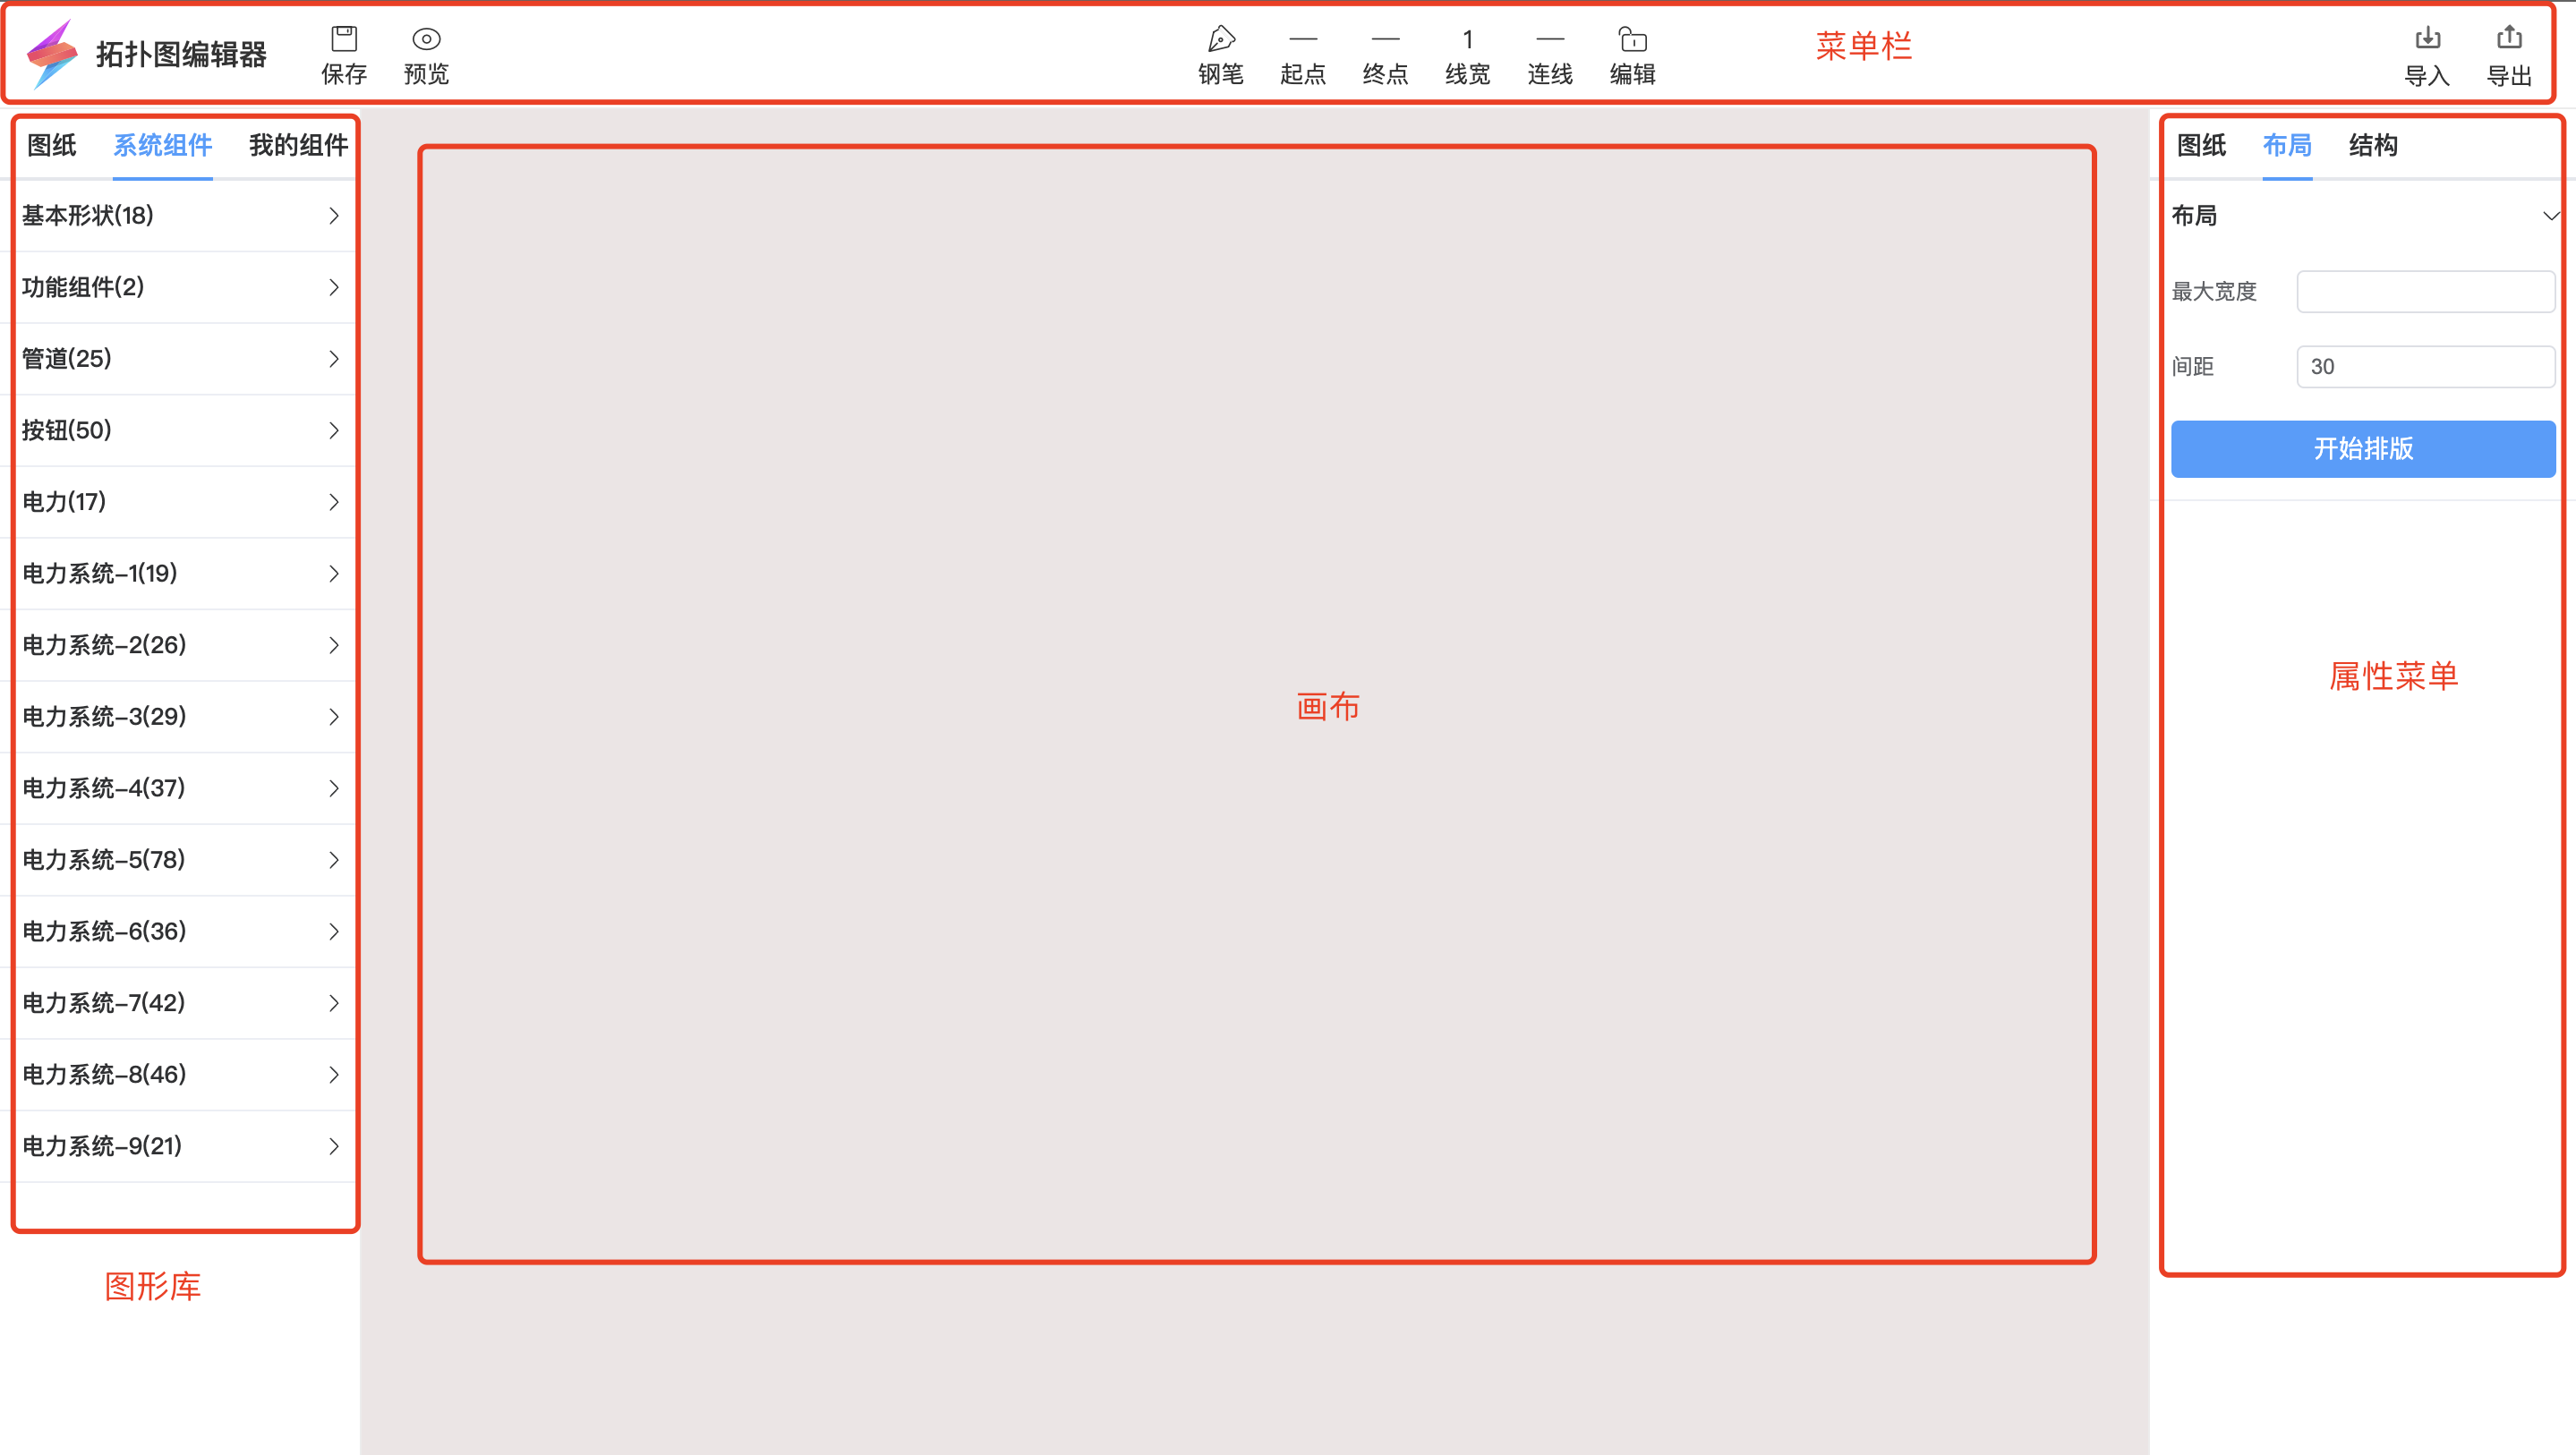 拓扑图编辑器
保存
预览
钢笔
起点
终点
1
线宽
连线
编辑
菜单栏
导入
导出
图纸
系统组件
我的组件
基本形状(18)
功能组件(2)
管道(25)
按钮(50)
电力(17)
电力系统-1(19)
电力系统-2(26)
电力系统-3(29)
电力系统-4(37)
电力系统-5(78)
电力系统-6(36)
电力系统-7(42)
电力系统-8(46)
电力系统-9(21)
图形库
画布
图纸
布局
结构
布局
最大宽度
间距
30
开始排版
属性菜单